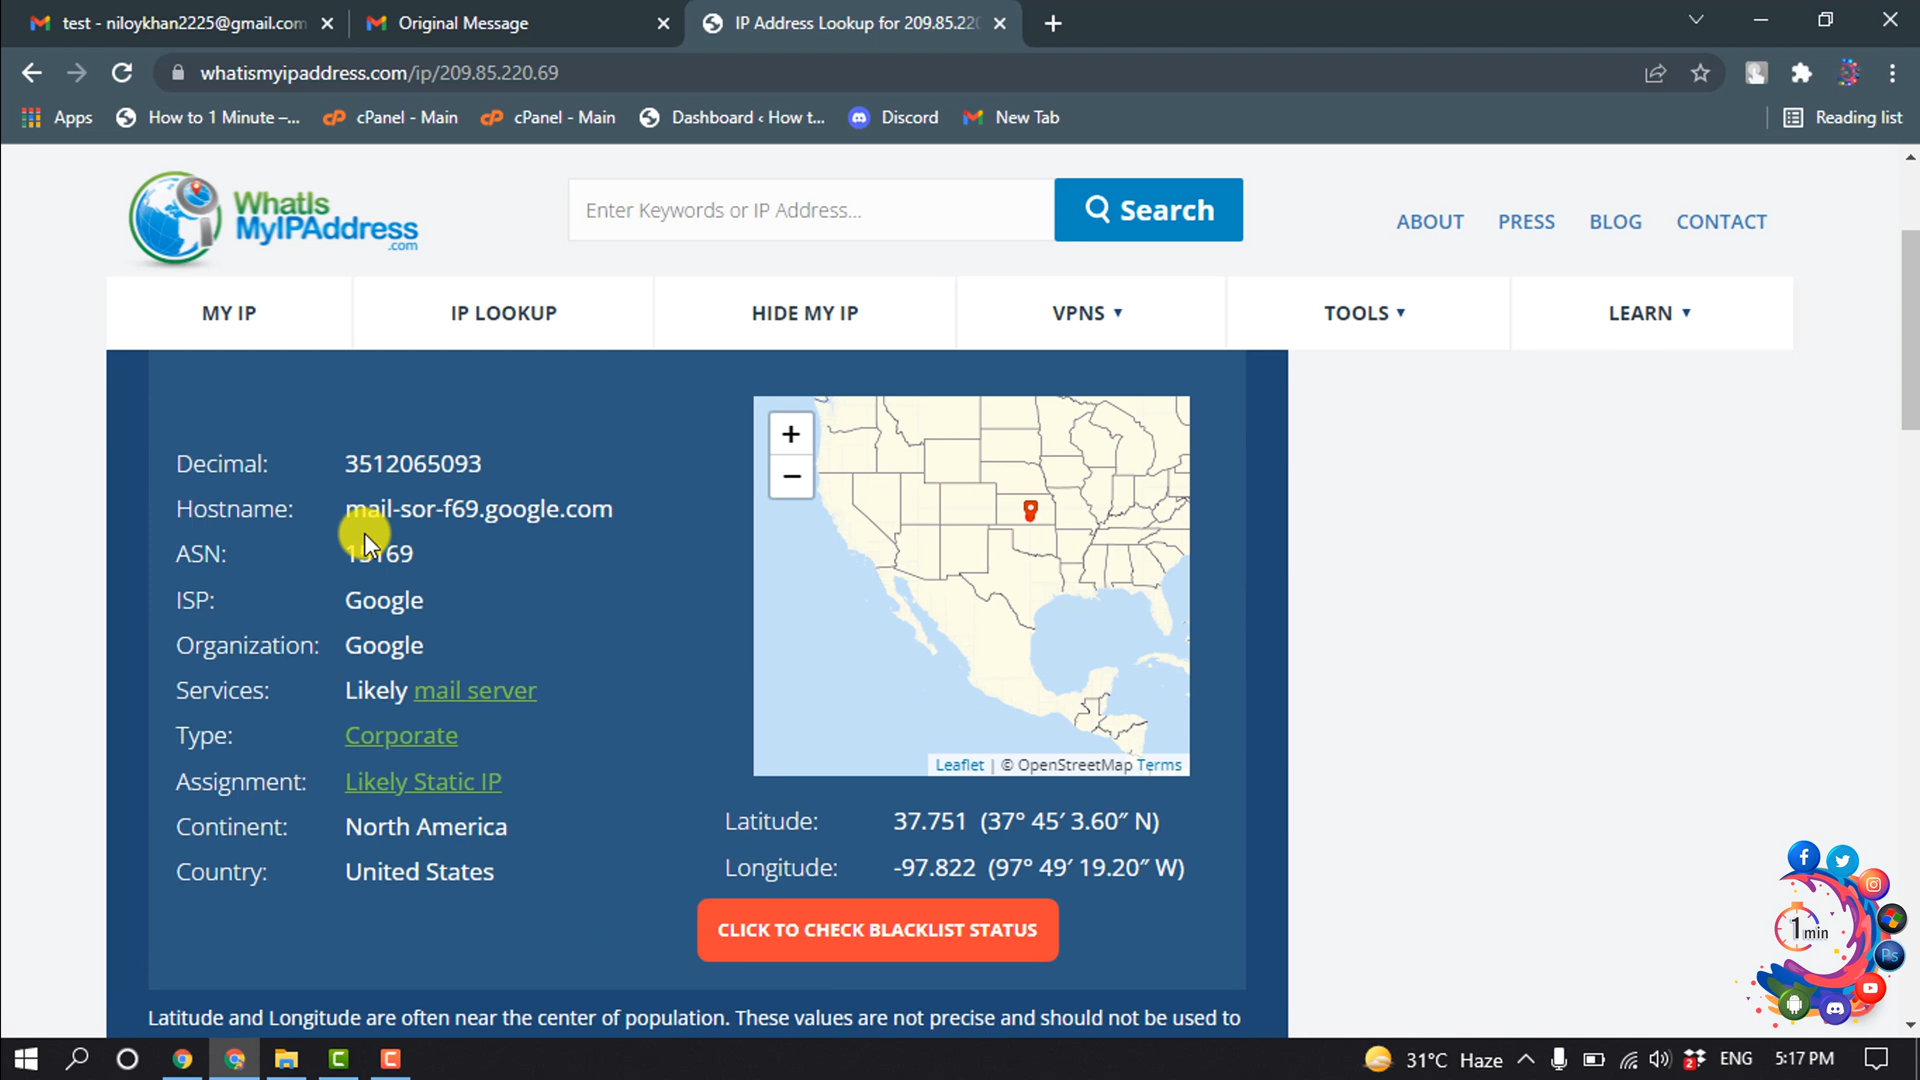 test - niloykhan2225@gmail.com
Original Message
IP Address Lookup for 209.85.220
whatismyipaddress.com/ip/209.85.220.69
Apps
How to 1 Minute –...
cPanel - Main
cPanel - Main
Dashboard ‹ How t...
Discord
New Tab
Reading list
WhatIs
MyIPAddress
.com
Enter Keywords or IP Address...
Search
ABOUT
PRESS
BLOG
CONTACT
MY IP
IP LOOKUP
HIDE MY IP
VPNS
TOOLS
LEARN
+
−
Decimal: 3512065093
Hostname: mail-sor-f69.google.com
ASN: 15169
ISP: Google
Organization: Google
Services: Likely mail server
Type: Corporate
Assignment: Likely Static IP
Continent: North America
Country: United States
Leaflet | © OpenStreetMap Terms
Latitude: 37.751 (37° 45′ 3.60″ N)
Longitude: -97.822 (97° 49′ 19.20″ W)
CLICK TO CHECK BLACKLIST STATUS
Latitude and Longitude are often near the center of population. These values are not precise and should not be used to
1 min
Ps
31°C Haze
2
ENG
5:17 PM